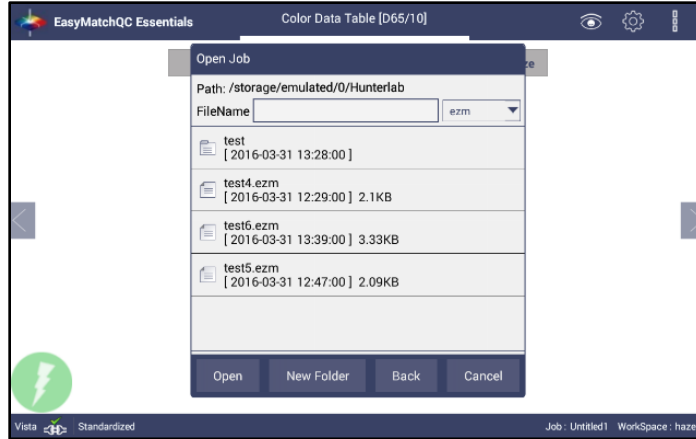 EasyMatchQC Essentials
Color Data Table [D65/10]
Open Job
Path: /storage/emulated/0/Hunterlab
FileName
ezm
test
[ 2016-03-31 13:28:00 ]
test4.ezm
[ 2016-03-31 12:29:00 ] 2.1KB
test6.ezm
[ 2016-03-31 13:39:00 ] 3.33KB
test5.ezm
[ 2016-03-31 12:47:00 ] 2.09KB
Open
New Folder
Back
Cancel
Vista
Standardized
Job : Untitled1
WorkSpace : haze